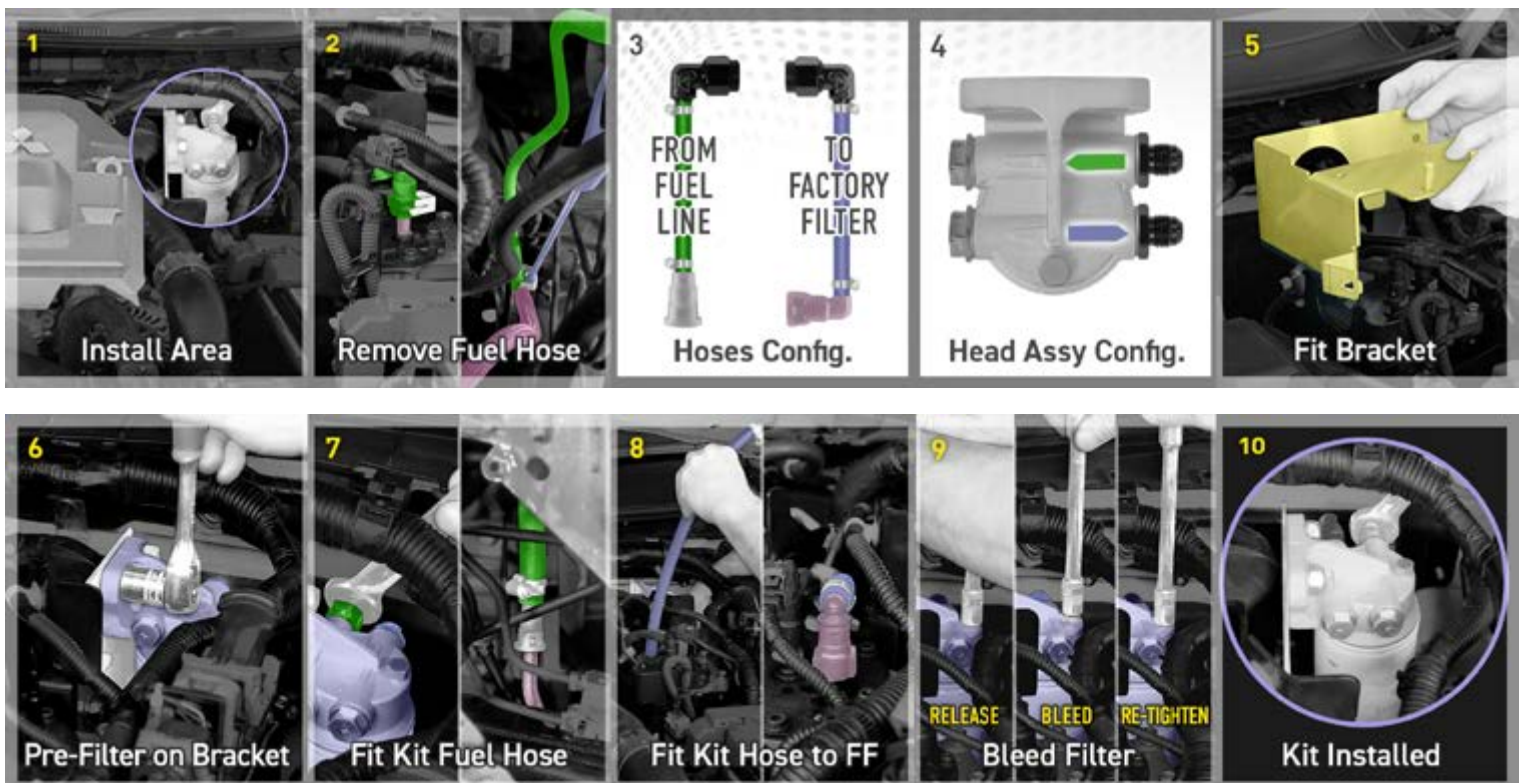 1
Install Area
2
Remove Fuel Hose
3
FROM
FUEL
LINE
TO
FACTORY
FILTER
Hoses Config.
4
Head Assy Config.
5
Fit Bracket
6
Pre-Filter on Bracket
7
Fit Kit Fuel Hose
8
Fit Kit Hose to FF
9
RELEASE
BLEED
RE-TIGHTEN
Bleed Filter
10
Kit Installed